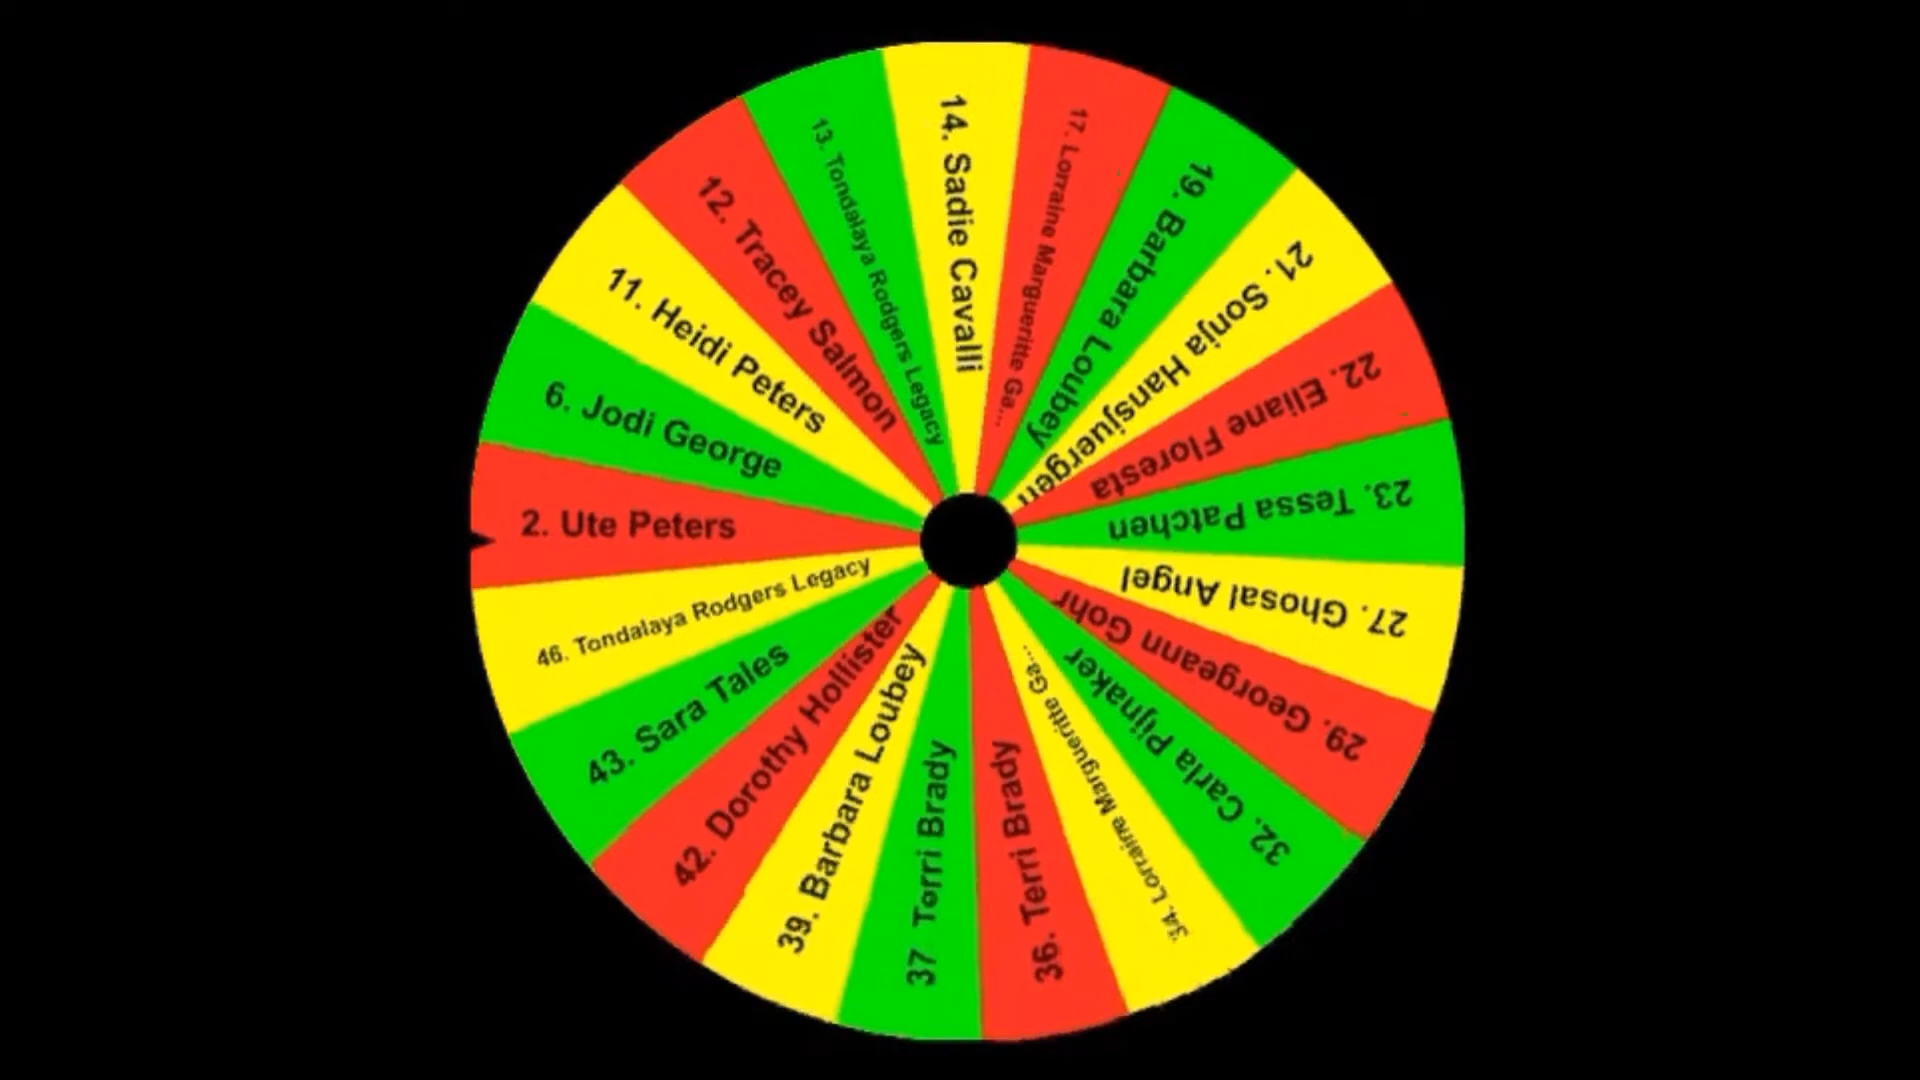 2. Ute Peters
6. Jodi George
11. Heidi Peters
12. Tracey Salmon
13. Tondalaya Rodgers Legacy
14. Sadie Cavalli
17. Lorraine Margueritte Ga...
19. Barbara Loubey
21. Sonja Hansjuergen
22. Eliane Floresta
23. Tessa Patchen
27. Ghosal Angel
29. Georgeann Gohr
32. Carla Pijnaker
34. Lorraine Margueritte Ga...
36. Terri Brady
37. Torri Brady
39. Barbara Loubey
42. Dorothy Hollister
43. Sara Tales
46. Tondalaya Rodgers Legacy